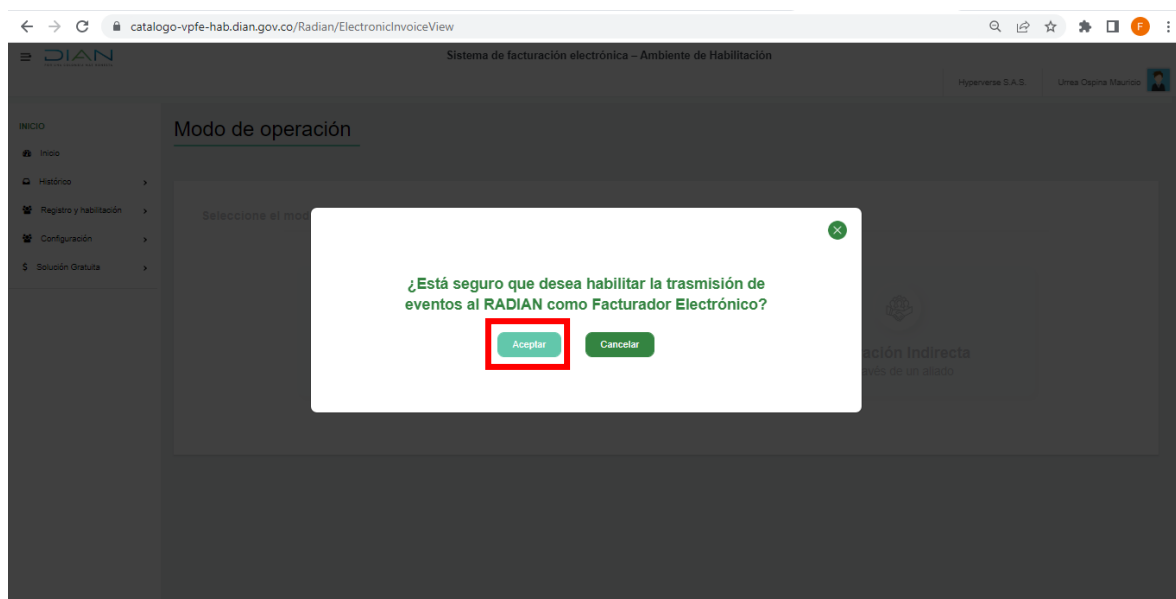 catalogo-vpfe-hab.dian.gov.co/Radian/ElectronicInvoiceView
F
DIAN
Sistema de facturación electrónica – Ambiente de Habilitación
Hyperverse S.A.S.
Urrea Ospina Mauricio
INICIO
Modo de operación
Inicio
Histórico
Registro y habilitación
Seleccione el mod
Configuración
$ Solución Gratuita
¿Está seguro que desea habilitar la trasmisión de
eventos al RADIAN como Facturador Electrónico?
Aceptar
Cancelar
ación Indirecta
avés de un aliado